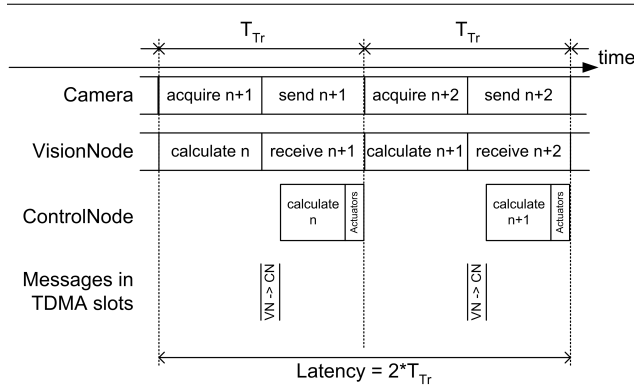 T_Tr T_Tr
time
Camera acquire n+1 send n+1 acquire n+2 send n+2
VisionNode calculate n receive n+1 calculate n+1 receive n+2
ControlNode calculate n Actuators calculate n+1 Actuators
Messages in TDMA slots VN -> CN VN -> CN
Latency = 2*T_Tr